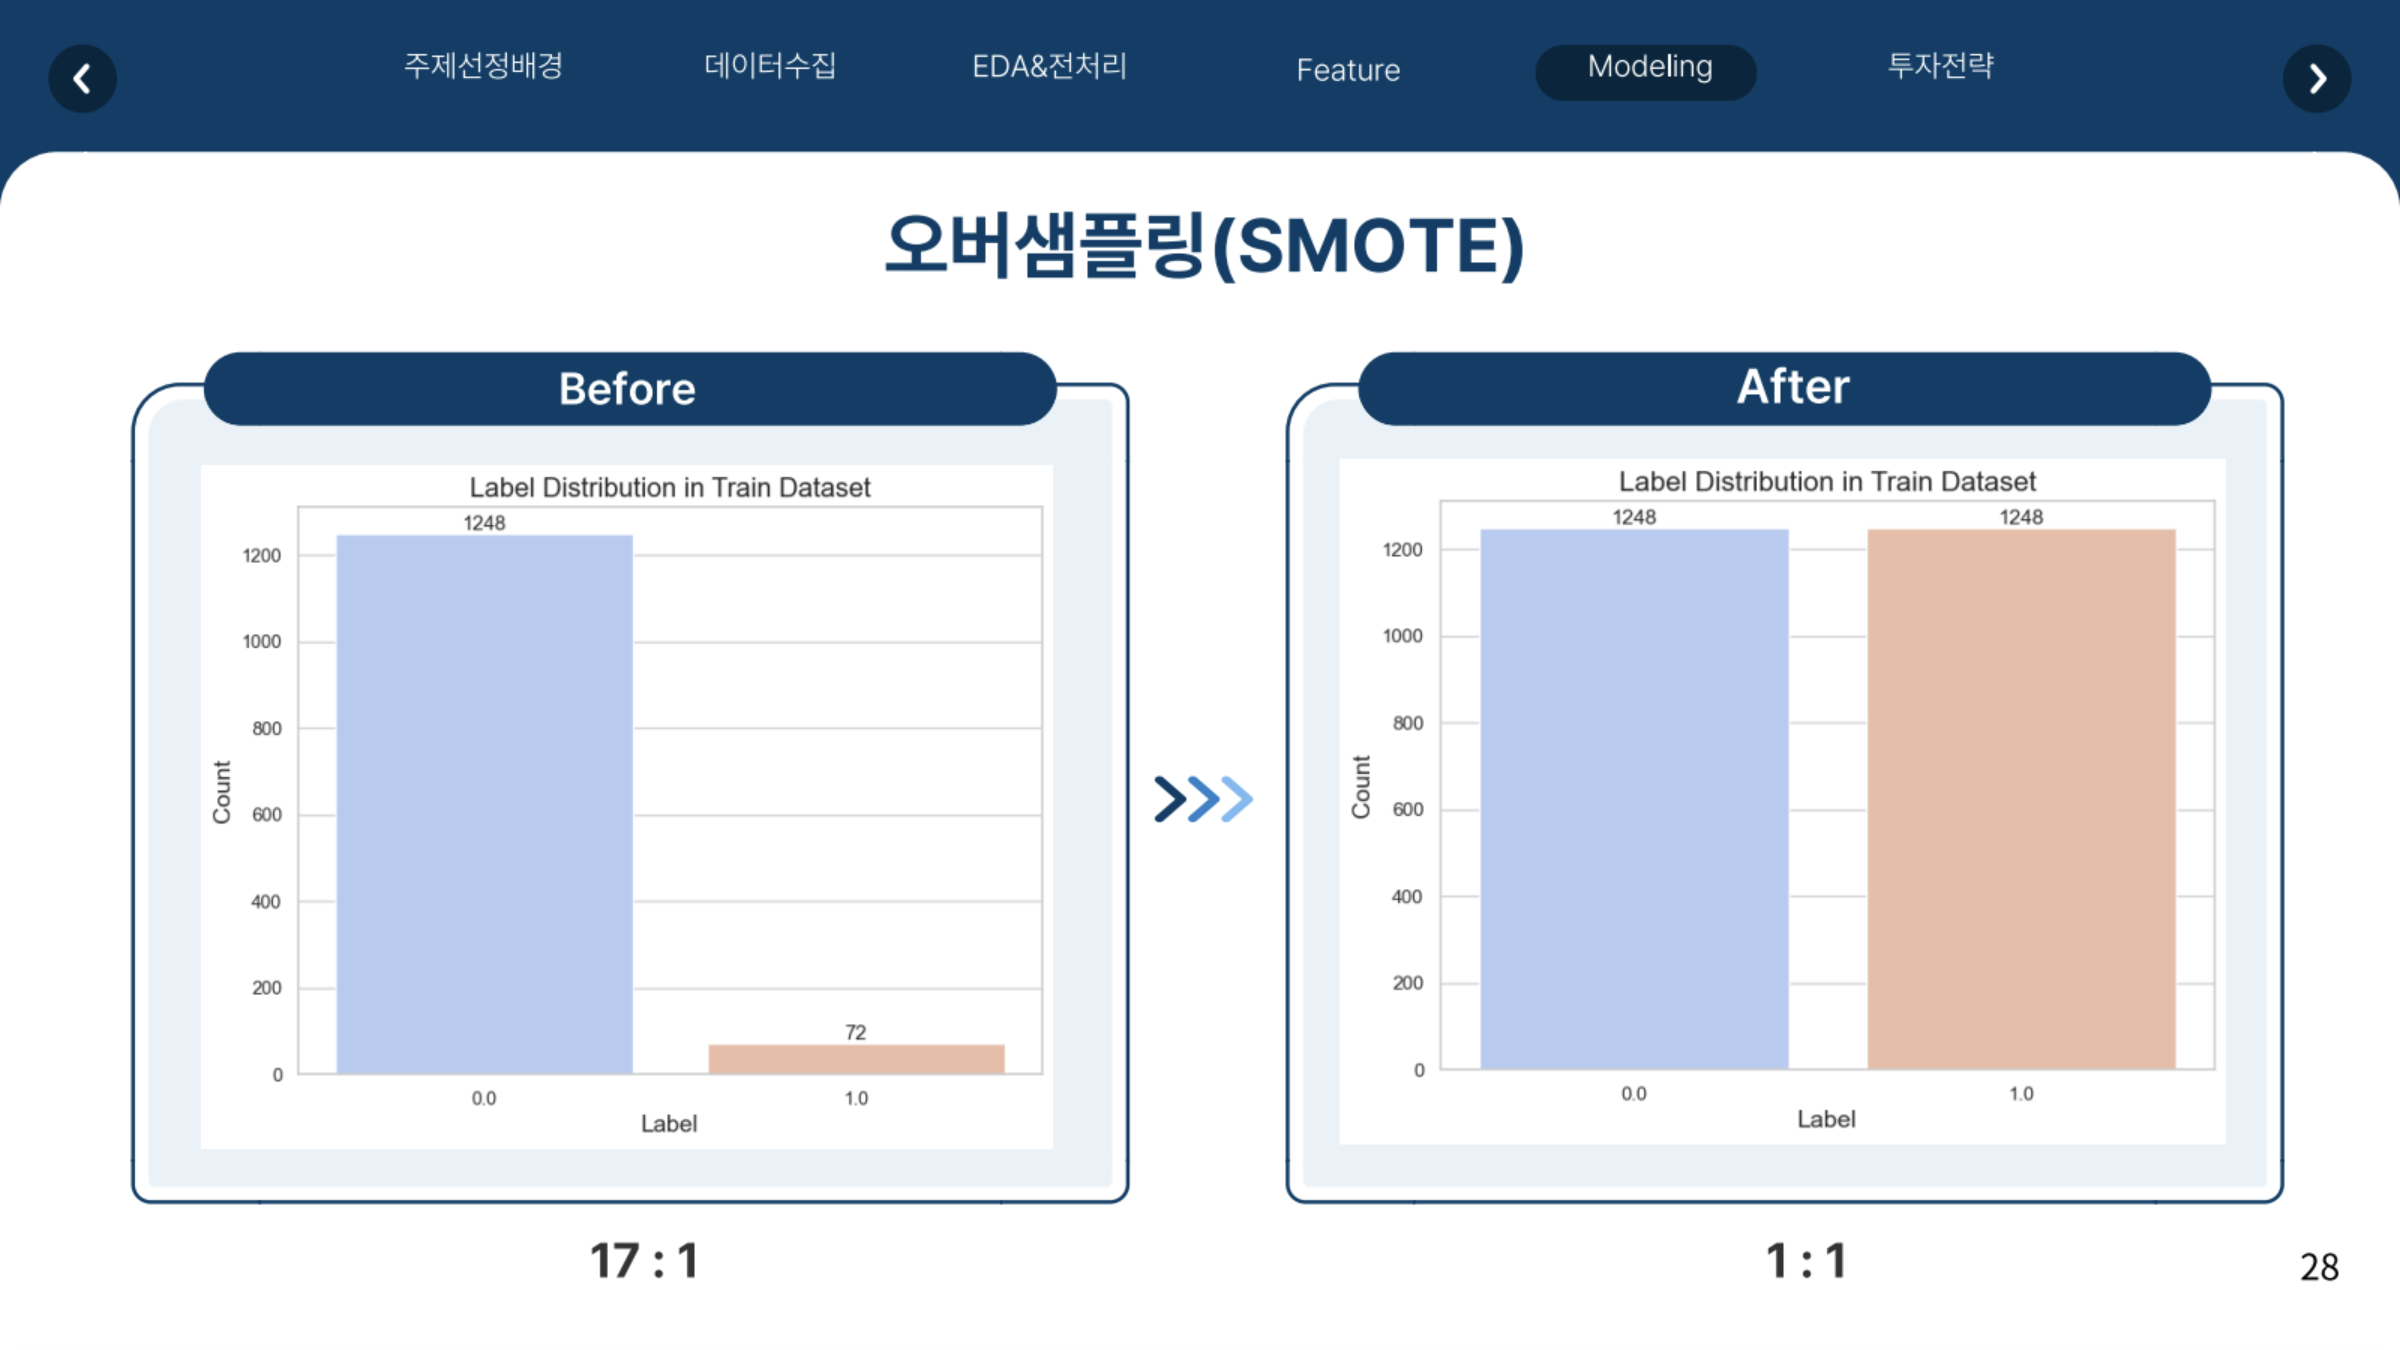 주제선정배경
데이터수집
EDA&전처리
Feature
Modeling
투자전략
오버샘플링(SMOTE)
Before
Label Distribution in Train Dataset
1248
1200
1000
800
600
400
200
0
72
Count
0.0
1.0
Label
17 : 1
After
Label Distribution in Train Dataset
1248
1248
1200
1000
800
600
400
200
0
Count
0.0
1.0
Label
1 : 1
28